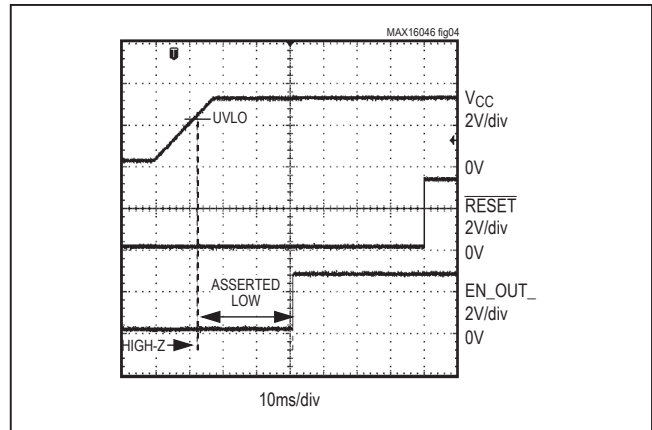 MAX16046 fig04
UVLO
VCC
2V/div
0V
RESET
2V/div
0V
ASSERTED
LOW
EN_OUT_
2V/div
0V
HIGH-Z
10ms/div